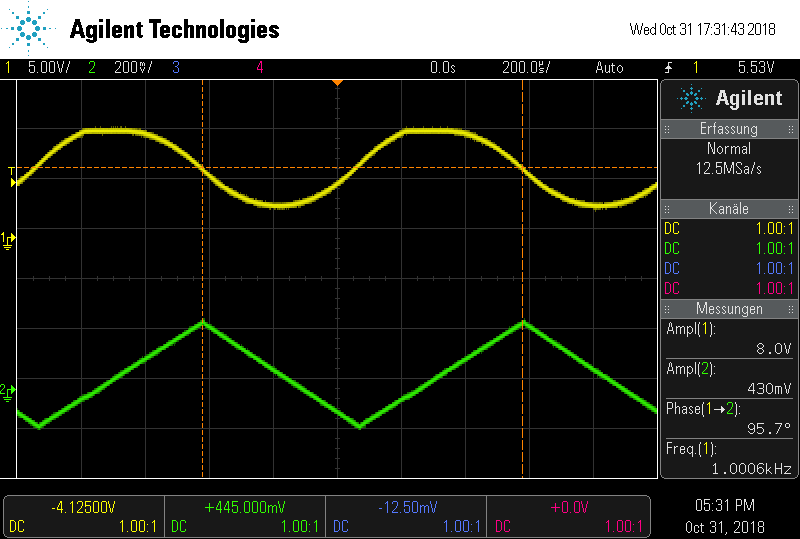 Agilent Technologies
Wed Oct 31 17:31:43 2018
1 5.00V/ 2 200mV/ 3 4 0.0s 200.0us/ Auto 1 5.53V
Agilent
Erfassung
Normal
12.5MSa/s
Kanäle
DC 1.00:1
DC 1.00:1
DC 1.00:1
DC 1.00:1
Messungen
Ampl(1):
8.0V
Ampl(2):
430mV
Phase(1→2):
95.7°
Freq.(1):
1.0006kHz
T
1
2
-4.12500V +445.000mV -12.50mV +0.0V
DC 1.00:1 DC 1.00:1 DC 1.00:1 DC 1.00:1
05:31 PM
Oct 31, 2018